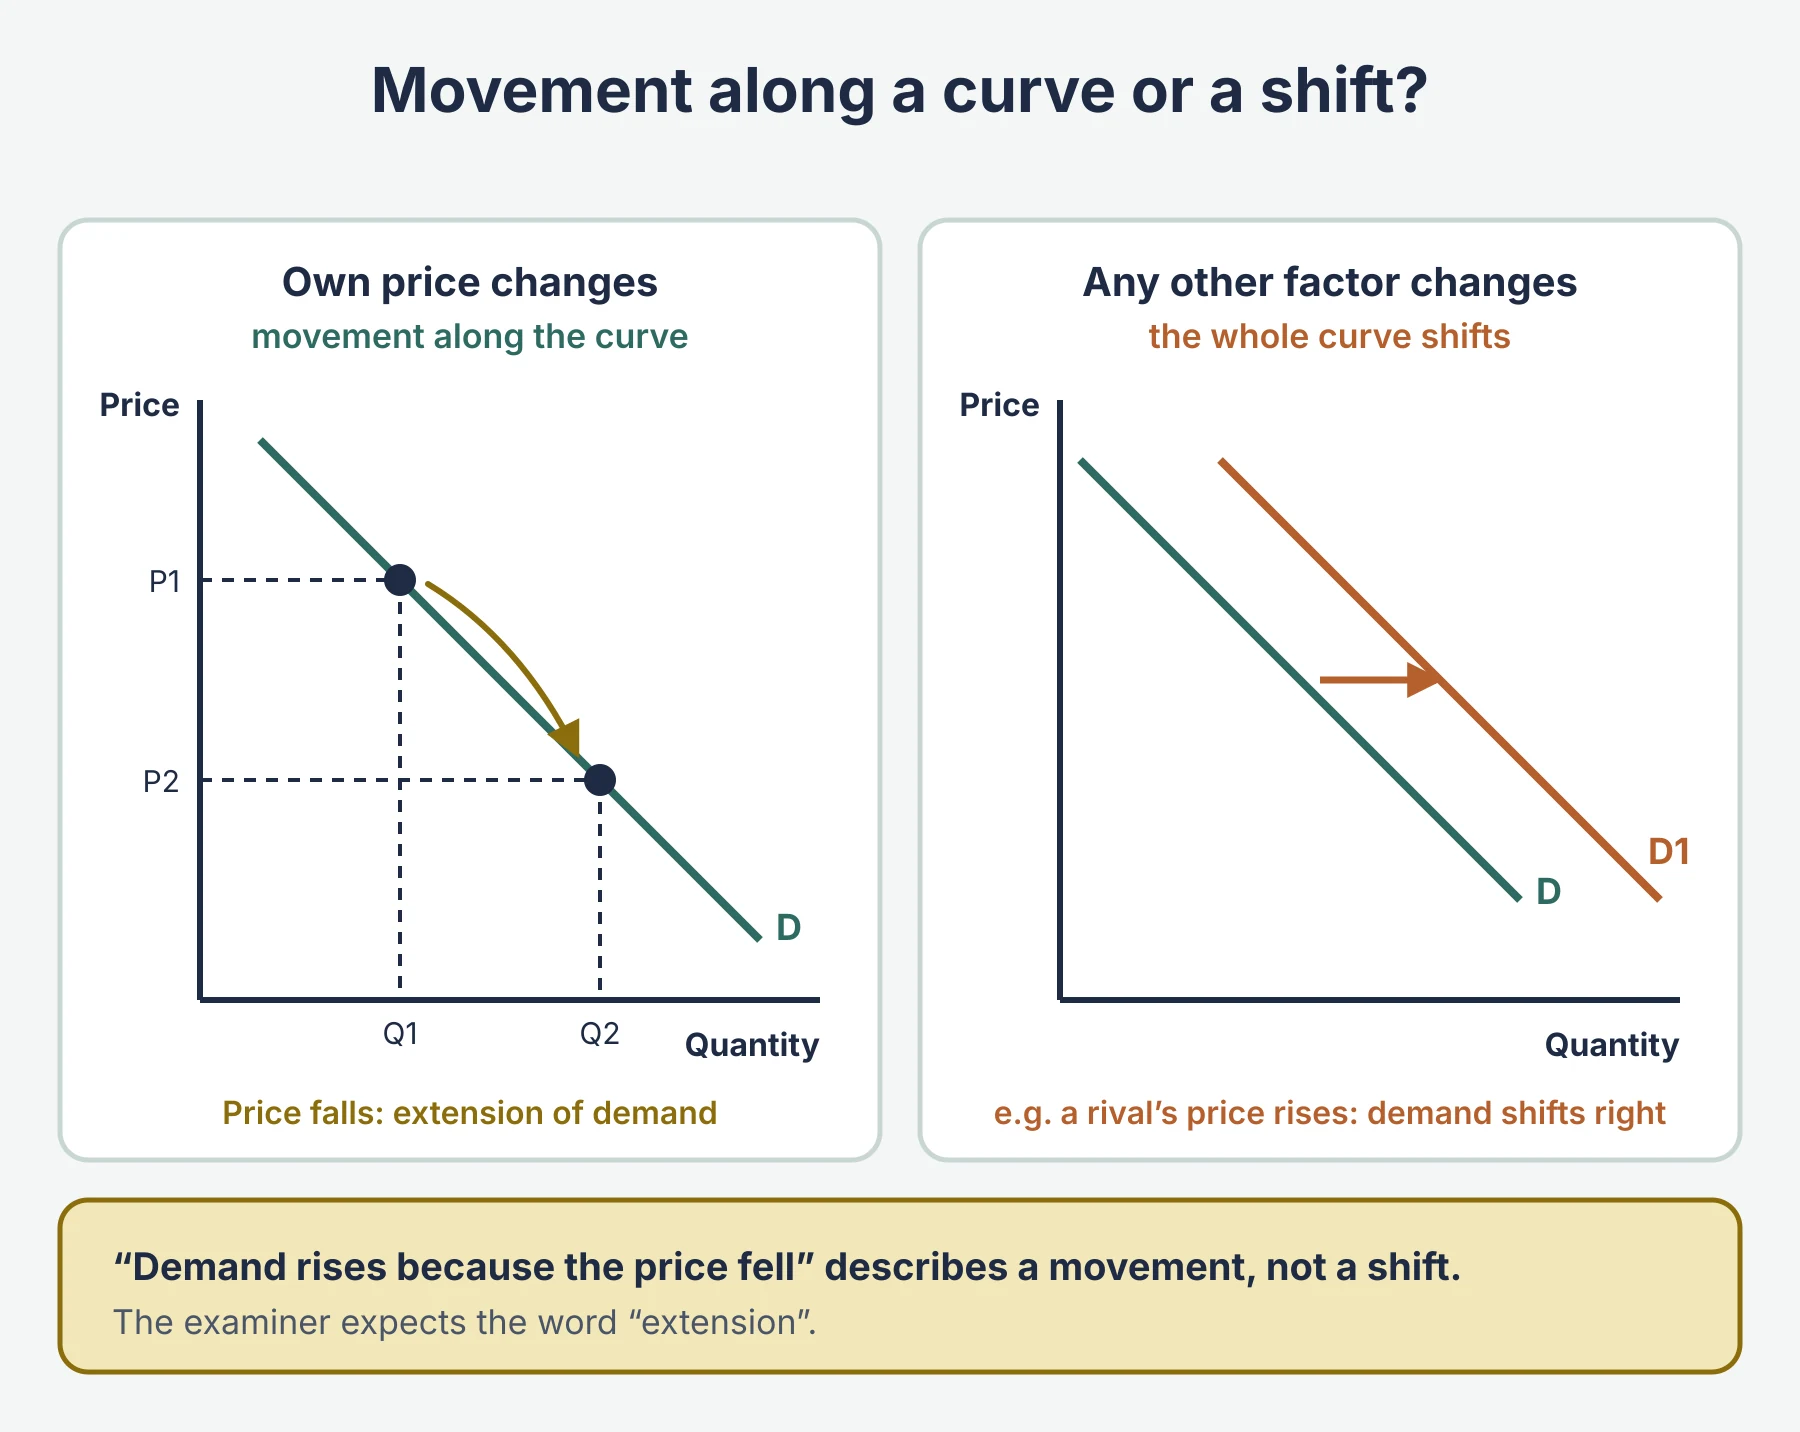 Movement along a curve or a shift?
Own price changes
movement along the curve
Price
P1
P2
D
Q1
Q2
Quantity
Price falls: extension of demand
Any other factor changes
the whole curve shifts
Price
D1
D
Quantity
e.g. a rival’s price rises: demand shifts right
“Demand rises because the price fell” describes a movement, not a shift.
The examiner expects the word “extension”.